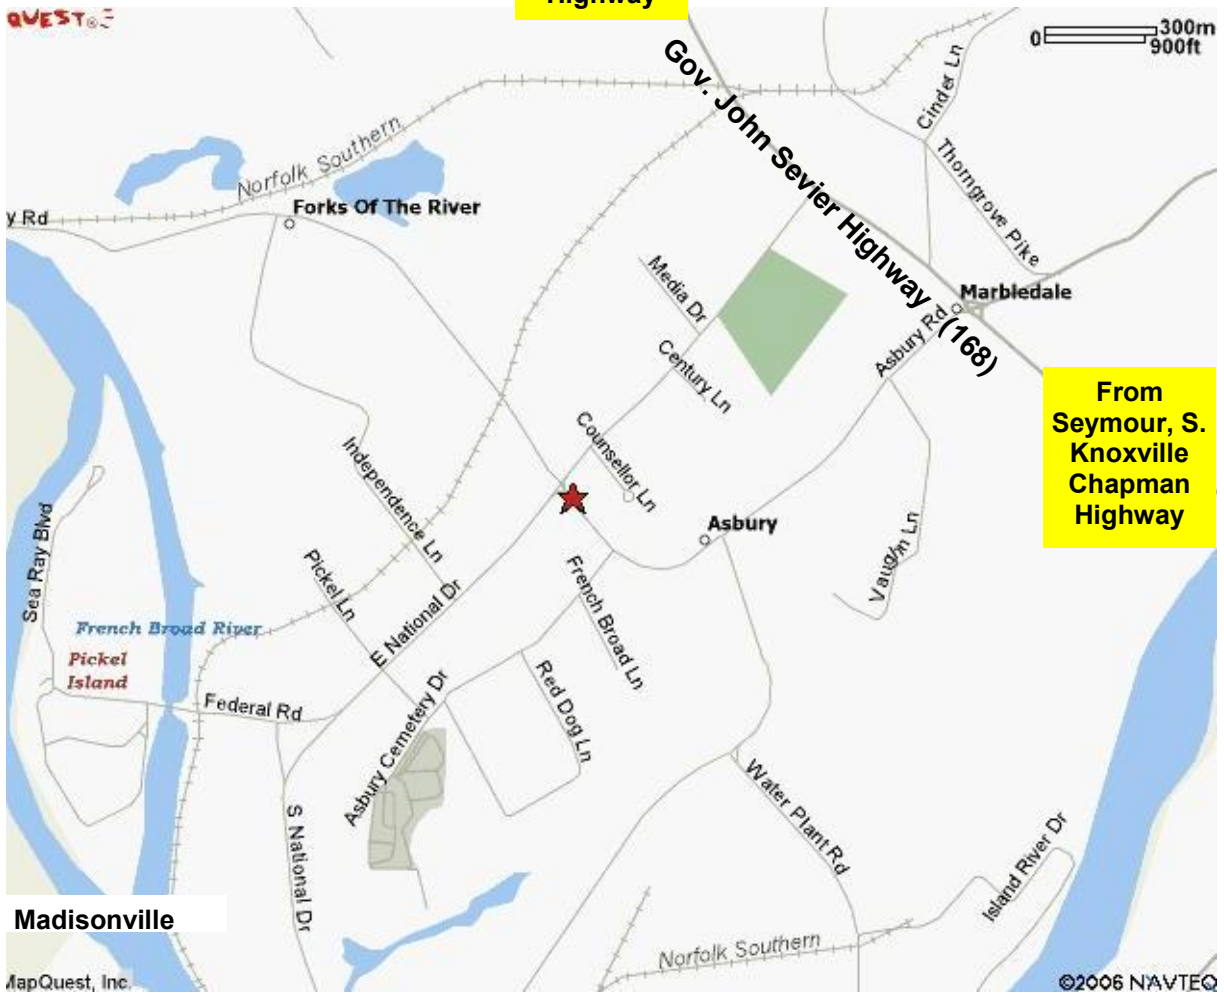 Highway
QUEST®
300m
0
900ft
Gov. John Sevier Highway (168)
Cinder Ln
Norfolk Southern
Thorngrove Pike
y Rd
Forks Of The River
Media Dr
Marbledale
Asbury Rd
Century Ln
From
Seymour, S.
Knoxville
Chapman
Highway
Counsellor Ln
Independence Ln
Sea Ray Blvd
Asbury
Vaughn Ln
Pickel Ln
French Broad Ln
E National Dr
French Broad River
Pickel
Island
Red Dog Ln
Federal Rd
Asbury Cemetery Dr
Water Plant Rd
S National Dr
Island River Dr
Madisonville
Norfolk Southern
MapQuest, Inc.
©2006 NAVTEQ